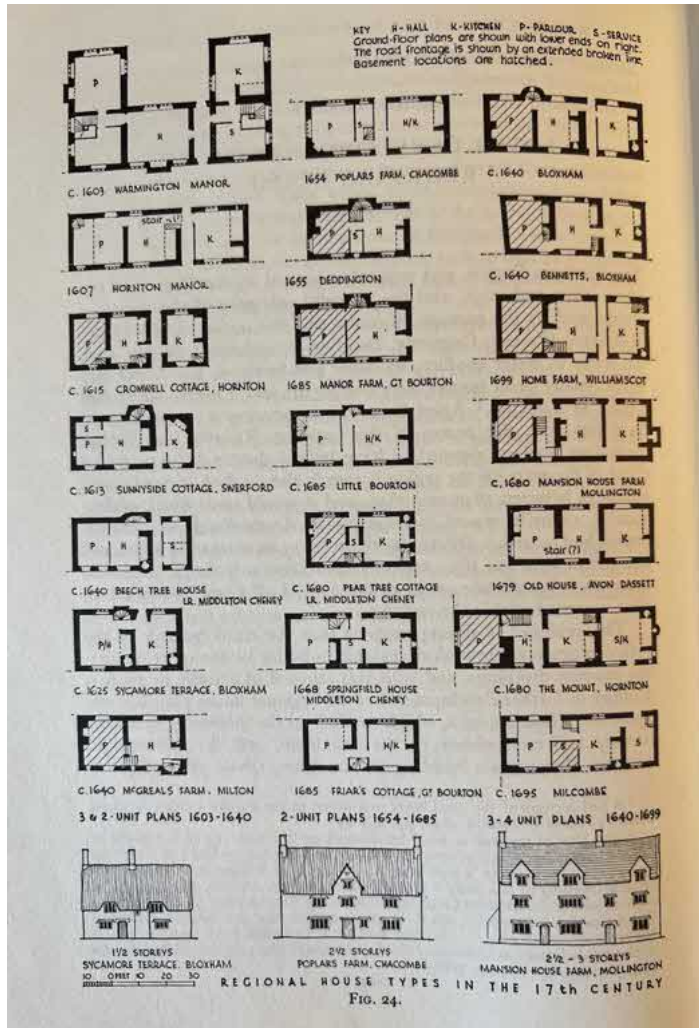 KEY H-HALL K-KITCHEN P-PARLOUR S-SERVICE
Ground-floor plans are shown with lower ends on right.
The road frontage is shown by an extended broken line.
Basement locations are hatched.
P
K
H
S
C. 1603 WARMINGTON MANOR
P
S
H/K
1654 POPLARS FARM, CHACOMBE
P
H
K
C. 1640 BLOXHAM
P
stair (?)
H
K
1607 HORNTON MANOR
P
S
H
1655 DEDDINGTON
P
H
K
C. 1640 BENNETTS, BLOXHAM
P
H
K
C. 1615 CROMWELL COTTAGE, HORNTON
P
H
1685 MANOR FARM, GT. BOURTON
P
H
K
1699 HOME FARM, WILLIAMSCOT
S
P
H
K
C. 1613 SUNNYSIDE COTTAGE, SWERFORD
P
H/K
C. 1685 LITTLE BOURTON
P
H
K
C. 1680 MANSION HOUSE FARM
MOLLINGTON
P
H
S
C. 1640 BEECH TREE HOUSE
LR. MIDDLETON CHENEY
P
S
K
C. 1680 PEAR TREE COTTAGE
LR. MIDDLETON CHENEY
P
H
stair (?)
K
1679 OLD HOUSE, AVON DASSETT
P/H
K
C. 1625 SYCAMORE TERRACE, BLOXHAM
P
S
K
1668 SPRINGFIELD HOUSE
MIDDLETON CHENEY
P
H
K
S/K
C. 1680 THE MOUNT, HORNTON
P
H
C. 1640 McGREALS FARM, MILTON
P
H/K
1685 FRIAR'S COTTAGE, GT BOURTON
P
S
K
S
C. 1695 MILCOMBE
3 & 2-UNIT PLANS 1603-1640
2-UNIT PLANS 1654-1685
3-4 UNIT PLANS 1640-1699
1½ STOREYS
SYCAMORE TERRACE, BLOXHAM
2½ STOREYS
POPLARS FARM, CHACOMBE
2½ - 3 STOREYS
MANSION HOUSE FARM, MOLLINGTON
10 0 FEET 10 20 30
REGIONAL HOUSE TYPES IN THE 17th CENTURY
FIG. 24.